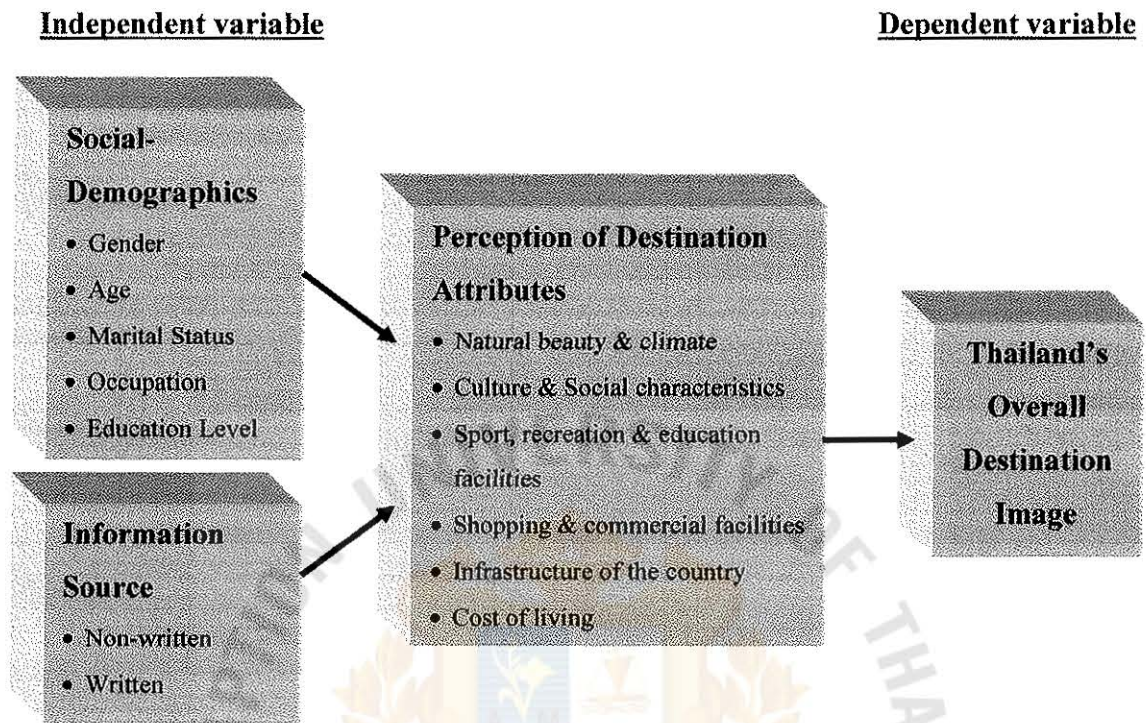 Independent variable
Dependent variable
Social-
Demographics
• Gender
• Age
• Marital Status
• Occupation
• Education Level
Information
Source
• Non-written
• Written
Perception of Destination
Attributes
• Natural beauty & climate
• Culture & Social characteristics
• Sport, recreation & education
facilities
• Shopping & commercial facilities
• Infrastructure of the country
• Cost of living
Thailand's
Overall
Destination
Image